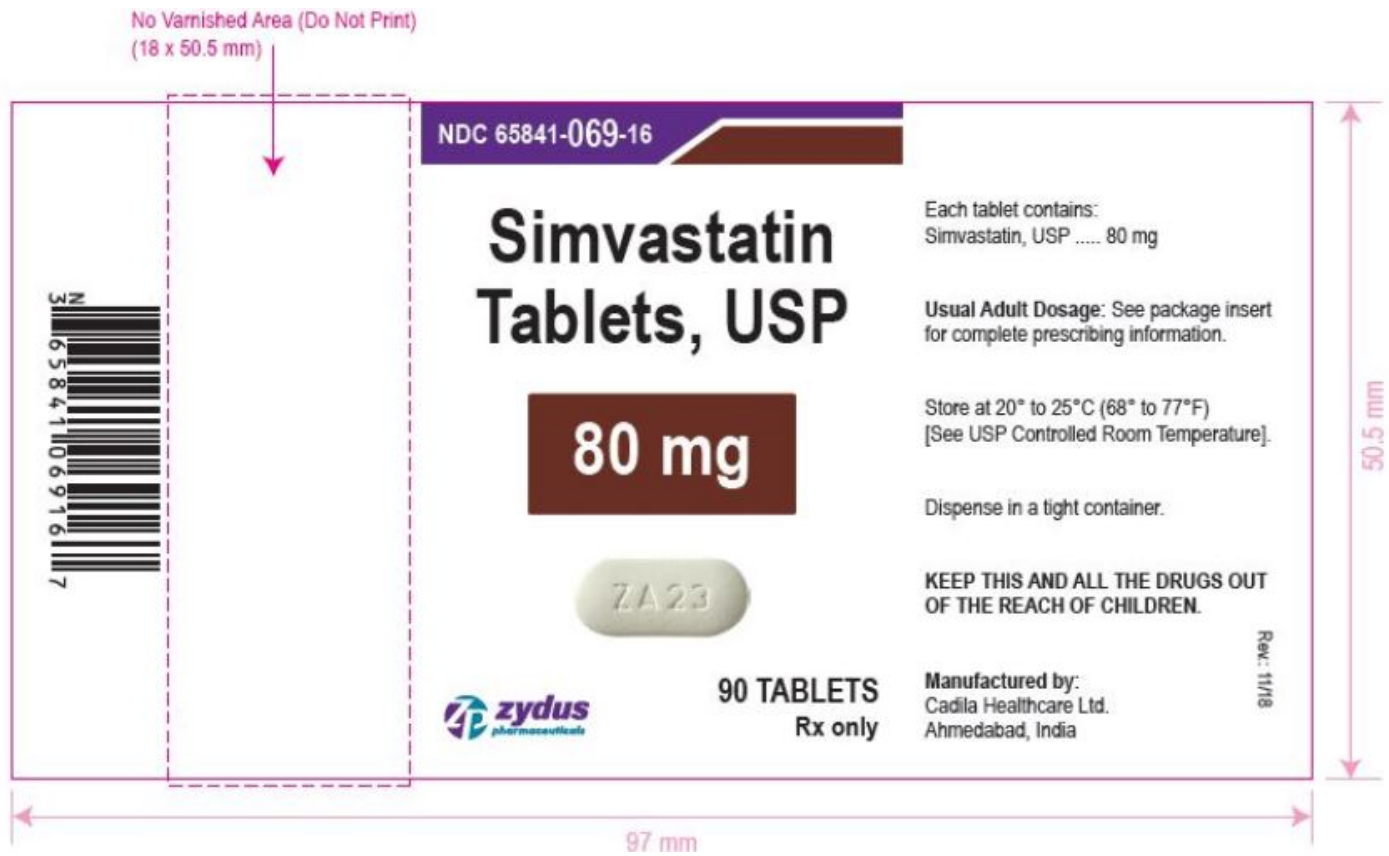 No Varnished Area (Do Not Print)
(18 x 50.5 mm)
N
3 65841 06916 7
NDC 65841-069-16
Simvastatin
Tablets, USP
80 mg
ZA23
zydus
pharmaceuticals
90 TABLETS
Rx only
Each tablet contains:
Simvastatin, USP ..... 80 mg
Usual Adult Dosage: See package insert
for complete prescribing information.
Store at 20° to 25°C (68° to 77°F)
[See USP Controlled Room Temperature].
Dispense in a tight container.
KEEP THIS AND ALL THE DRUGS OUT
OF THE REACH OF CHILDREN.
Manufactured by:
Cadila Healthcare Ltd.
Ahmedabad, India
Rev.: 11/18
50.5 mm
97 mm